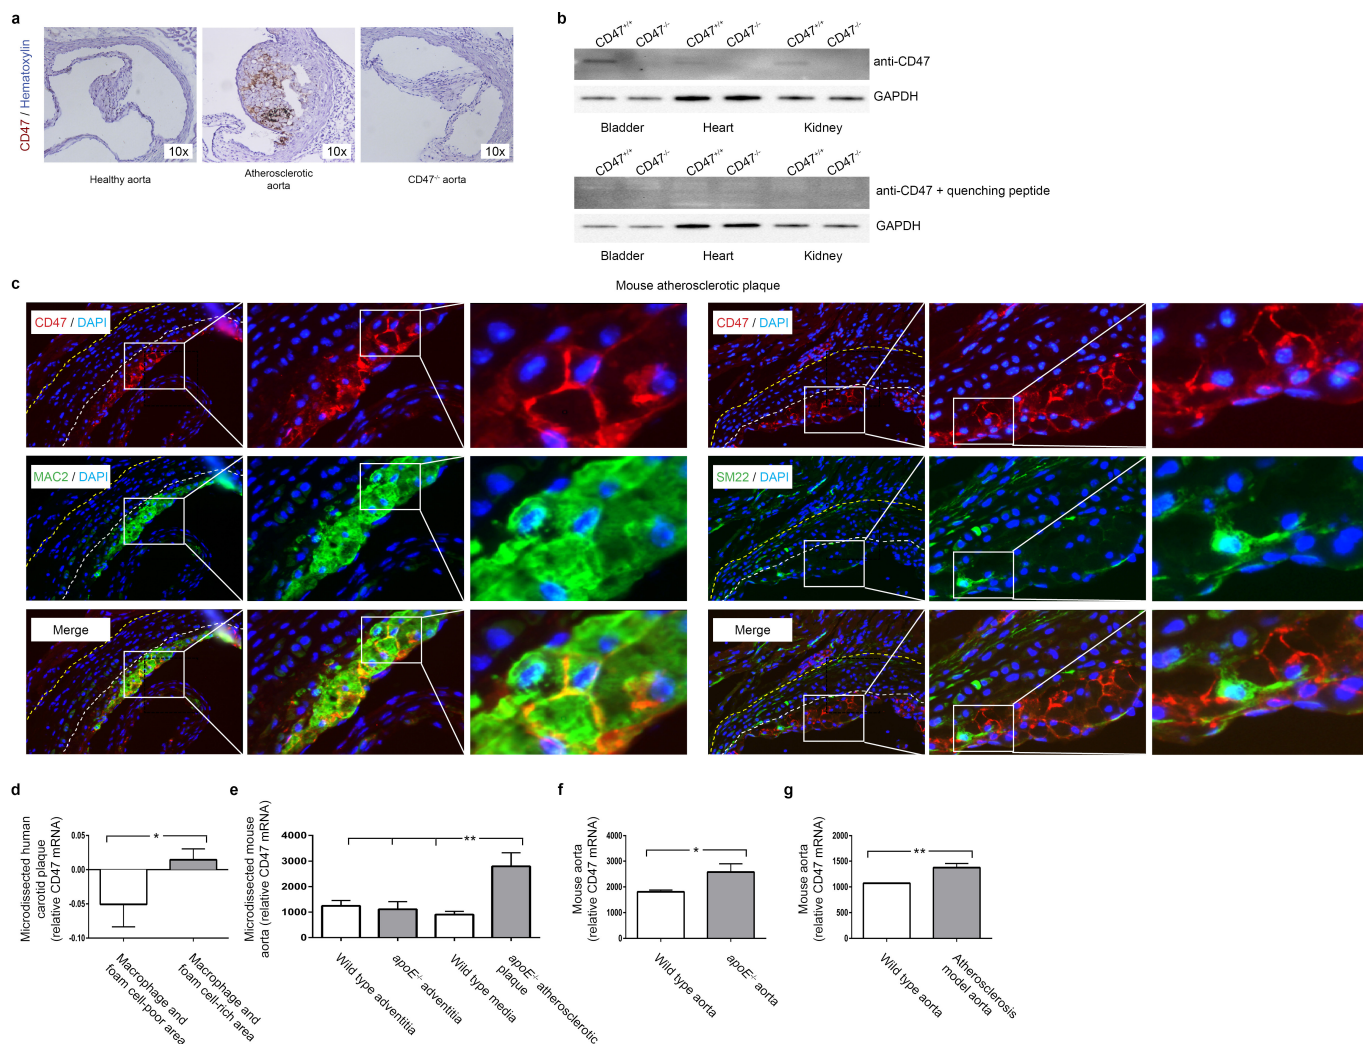 a
CD47 / Hematoxylin
10x
10x
10x
Healthy aorta
Atherosclerotic
aorta
CD47-/- aorta
b
CD47+/+
CD47-/-
CD47+/+
CD47-/-
CD47+/+
CD47-/-
anti-CD47
GAPDH
Bladder
Heart
Kidney
CD47+/+
CD47-/-
CD47+/+
CD47-/-
CD47+/+
CD47-/-
anti-CD47 + quenching peptide
GAPDH
Bladder
Heart
Kidney
c
Mouse atherosclerotic plaque
CD47 / DAPI
CD47 / DAPI
MAC2 / DAPI
SM22 / DAPI
Merge
Merge
d
Microdissected human
carotid plaque
(relative CD47 mRNA)
0.05
0.00
-0.05
-0.10
*
Macrophage and
foam cell-poor area
Macrophage and
foam cell-rich area
e
Microdissected mouse
aorta (relative CD47 mRNA)
4000
3000
2000
1000
0
**
Wild type adventitia
apoE-/- adventitia
Wild type media
apoE-/- atherosclerotic
plaque
f
Mouse aorta
(relative CD47 mRNA)
4000
3000
2000
1000
0
*
Wild type aorta
apoE-/- aorta
g
Mouse aorta
(relative CD47 mRNA)
2000
1500
1000
500
0
**
Wild type aorta
Atherosclerosis
model aorta